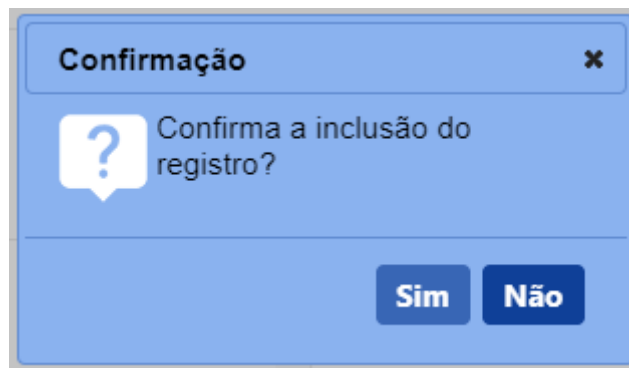 Confirmação
Confirma a inclusão do
registro?
Sim Não